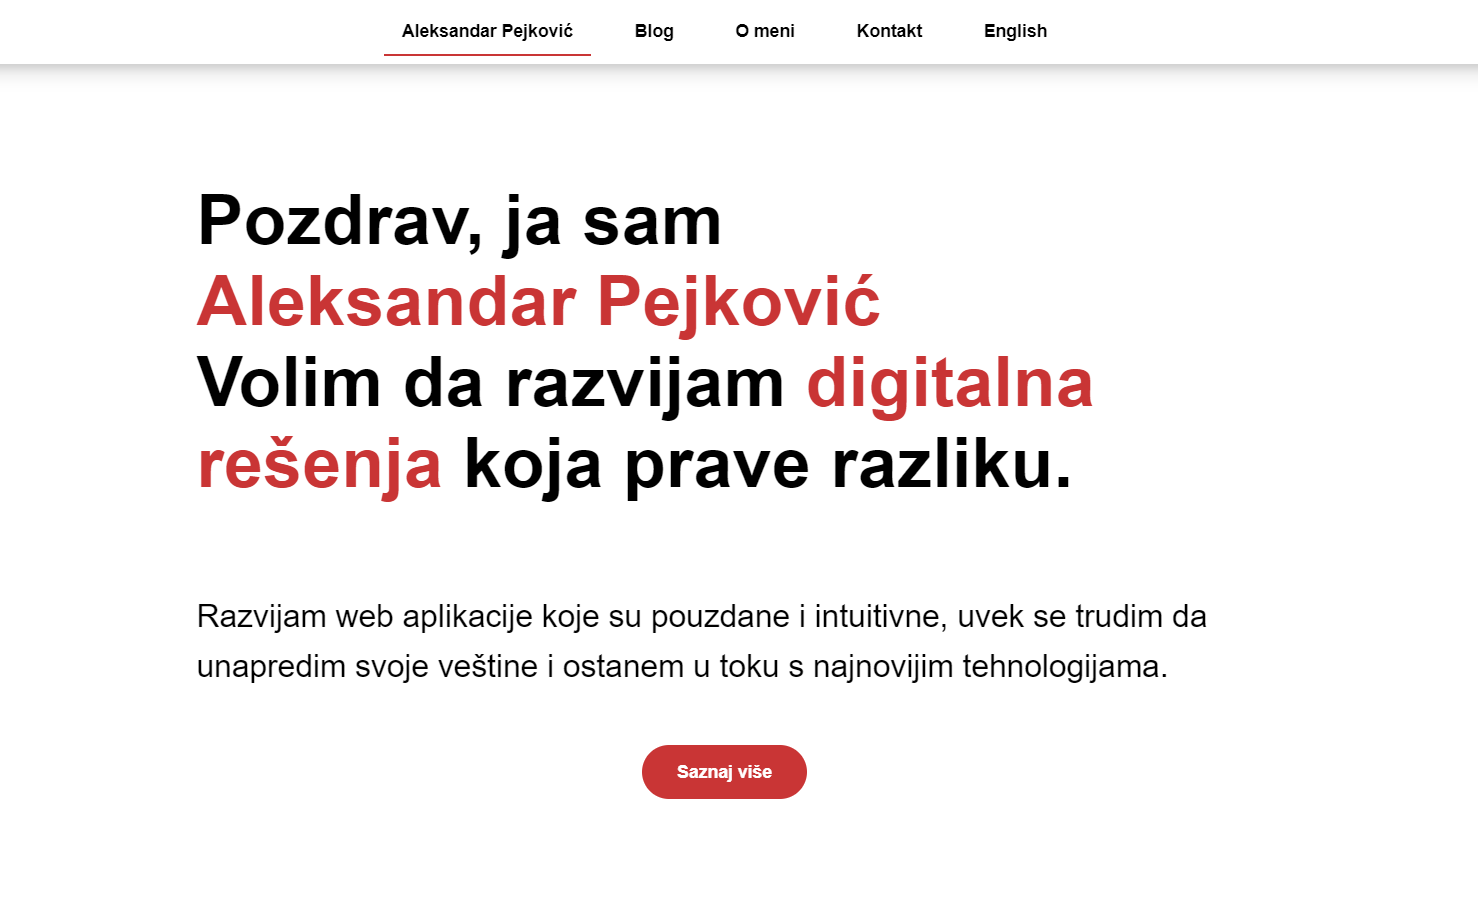 Aleksandar Pejković Blog O meni Kontakt English
Pozdrav, ja sam
Aleksandar Pejković
Volim da razvijam digitalna
rešenja koja prave razliku.
Razvijam web aplikacije koje su pouzdane i intuitivne, uvek se trudim da
unapredim svoje veštine i ostanem u toku s najnovijim tehnologijama.
Saznaj više